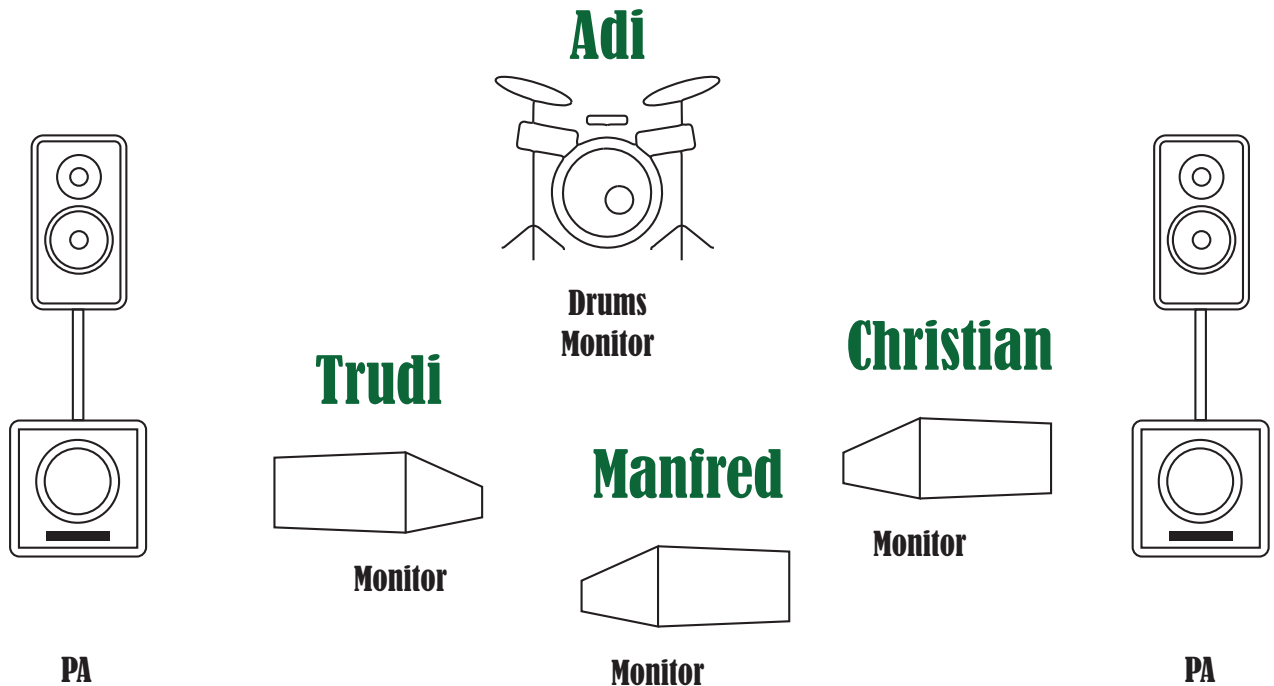 Adi
Drums
Monitor
Christian
Trudi
Manfred
Monitor
Monitor
PA
Monitor
PA